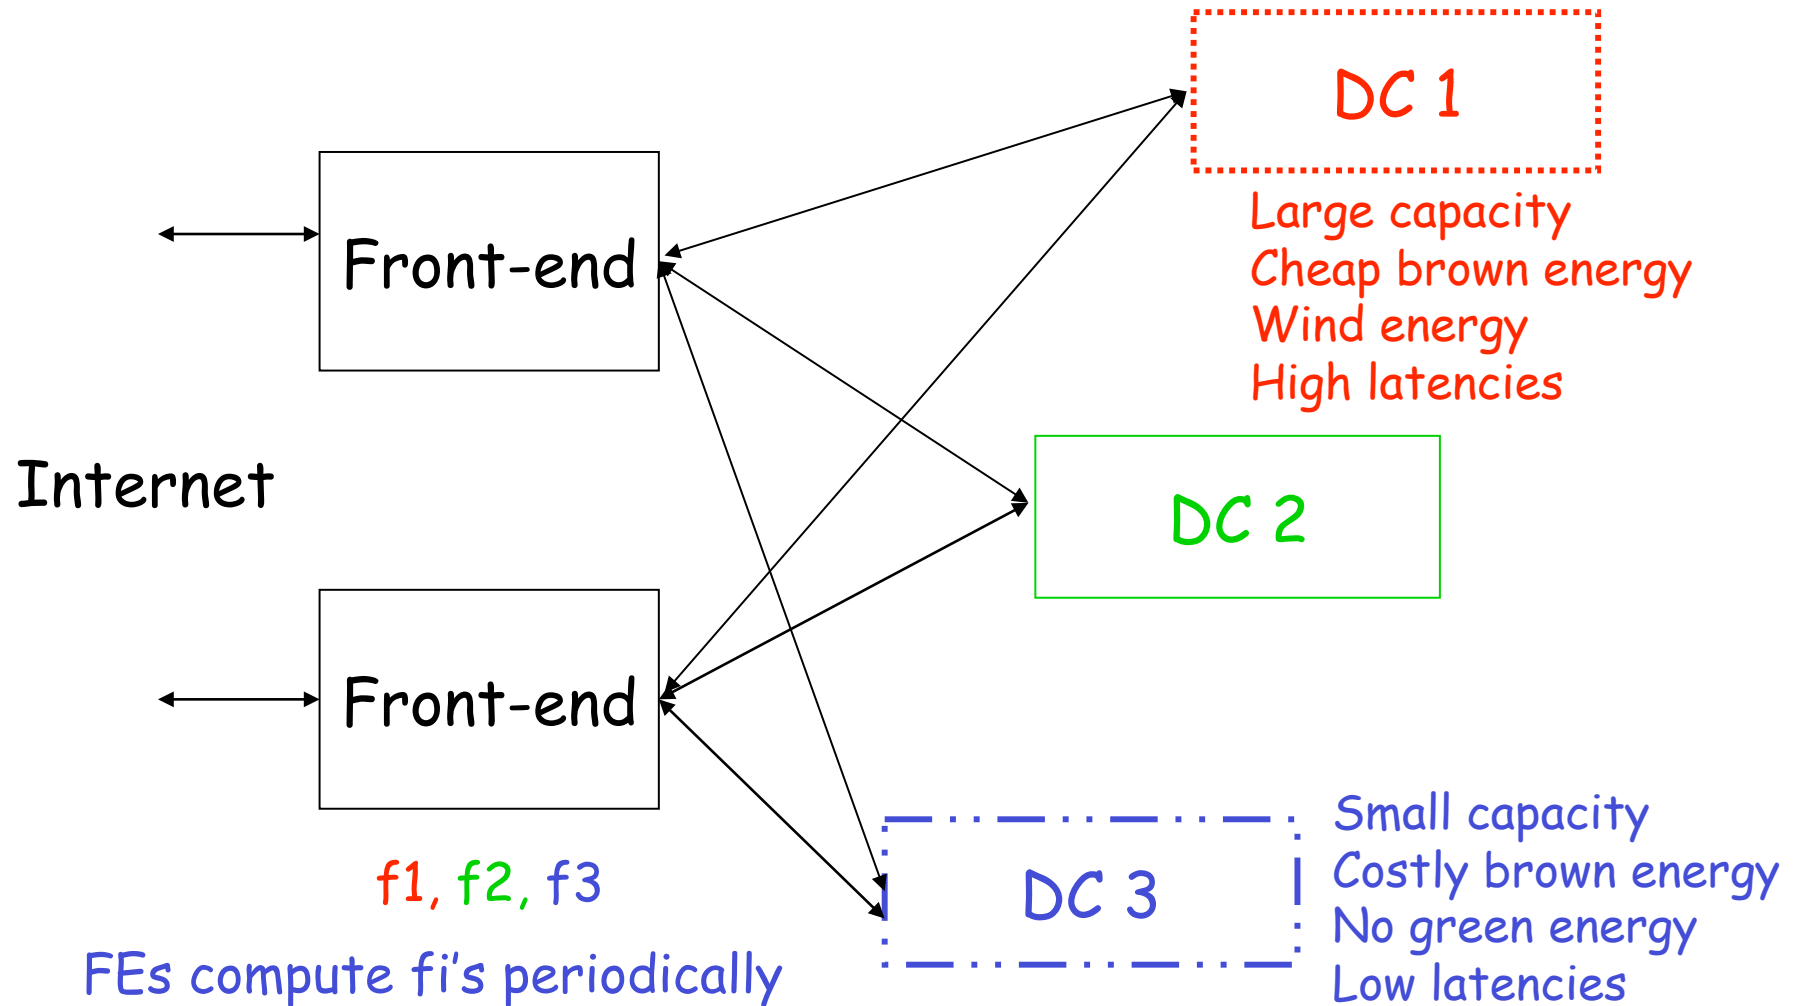 DC 1
Large capacity
Cheap brown energy
Wind energy
High latencies
Front-end
Internet
DC 2
Front-end
f1, f2, f3
FEs compute fi's periodically
DC 3
Small capacity
Costly brown energy
No green energy
Low latencies